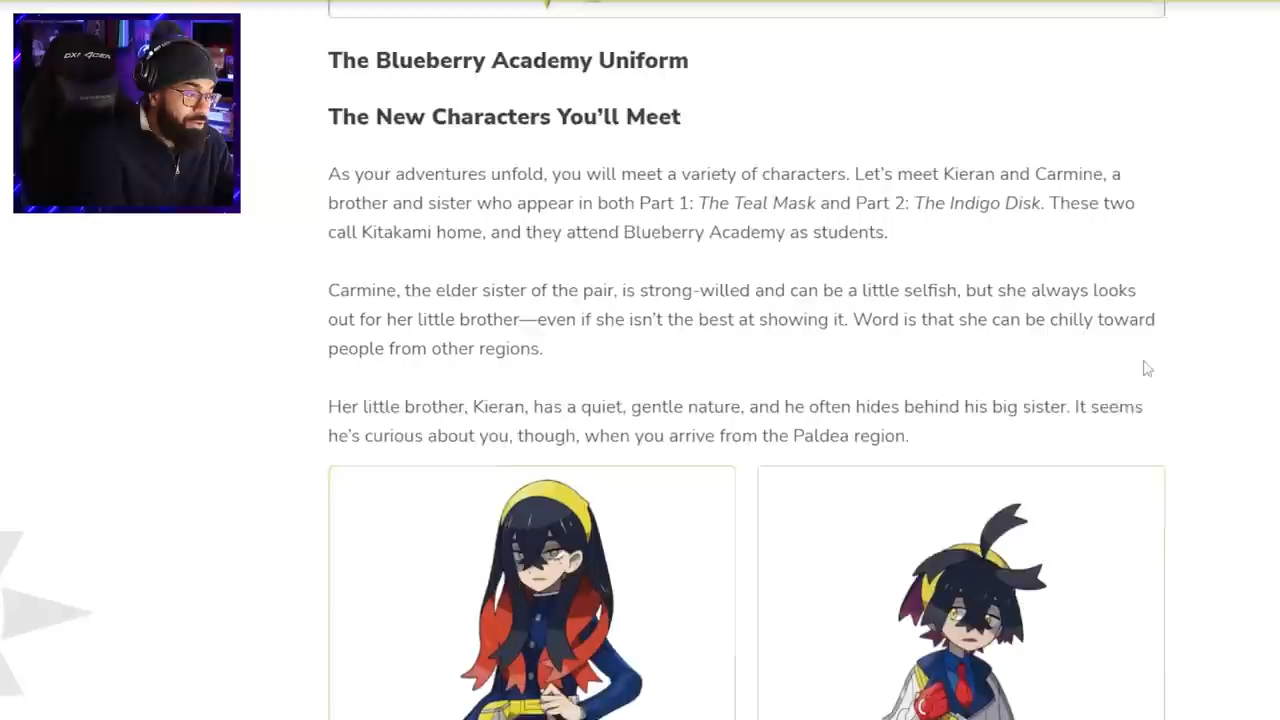 The Blueberry Academy Uniform
The New Characters You’ll Meet
As your adventures unfold, you will meet a variety of characters. Let’s meet Kieran and Carmine, a
brother and sister who appear in both Part 1: The Teal Mask and Part 2: The Indigo Disk. These two
call Kitakami home, and they attend Blueberry Academy as students.
Carmine, the elder sister of the pair, is strong-willed and can be a little selfish, but she always looks
out for her little brother—even if she isn’t the best at showing it. Word is that she can be chilly toward
people from other regions.
Her little brother, Kieran, has a quiet, gentle nature, and he often hides behind his big sister. It seems
he’s curious about you, though, when you arrive from the Paldea region.